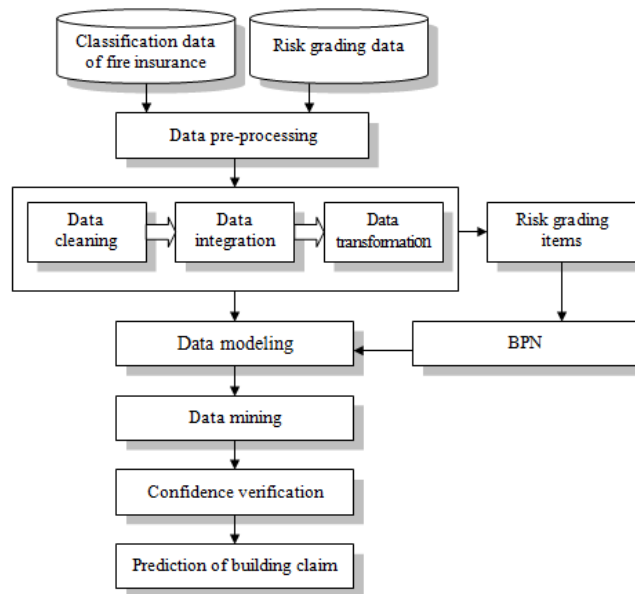 Classification data
of fire insurance
Risk grading data
Data pre-processing
Data
cleaning
Data
integration
Data
transformation
Risk grading
items
Data modeling
BPN
Data mining
Confidence verification
Prediction of building claim